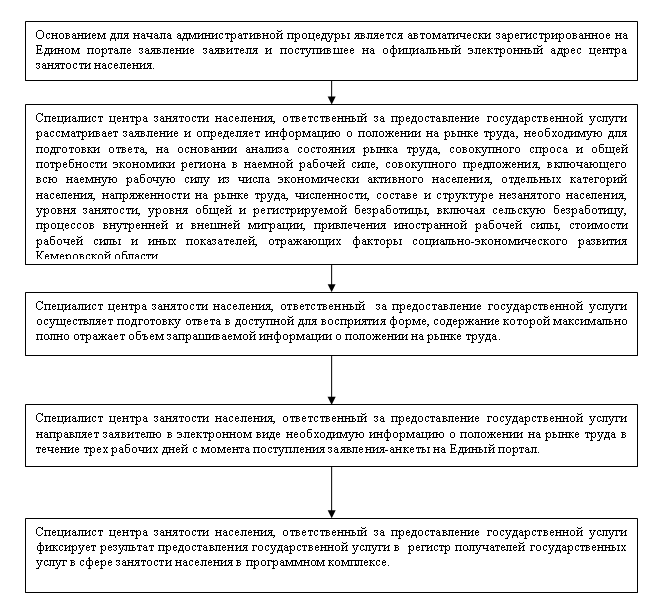 Основанием для начала административной процедуры является автоматически зарегистрированное на
Едином портале заявление заявителя и поступившее на официальный электронный адрес центра
занятости населения.
Специалист центра занятости населения, ответственный за предоставление государственной услуги
рассматривает заявление и определяет информацию о положении на рынке труда, необходимую для
подготовки ответа, на основании анализа состояния рынка труда, совокупного спроса и общей
потребности экономики региона в наемной рабочей силе, совокупного предложения, включающего
всю наемную рабочую силу из числа экономически активного населения, отдельных категорий
населения, напряженности на рынке труда, численности, составе и структуре незанятого населения,
уровня занятости, уровня общей и регистрируемой безработицы, включая сельскую безработицу,
процессов внутренней и внешней миграции, привлечения иностранной рабочей силы, стоимости
рабочей силы и иных показателей, отражающих факторы социально-экономического развития
Кемеровской области.
Специалист центра занятости населения, ответственный за предоставление государственной услуги
осуществляет подготовку ответа в доступной для восприятия форме, содержание которой максимально
полно отражает объем запрашиваемой информации о положении на рынке труда.
Специалист центра занятости населения, ответственный за предоставление государственной услуги
направляет заявителю в электронном виде необходимую информацию о положении на рынке труда в
течение трех рабочих дней с момента поступления заявления-анкеты на Единый портал.
Специалист центра занятости населения, ответственный за предоставление государственной услуги
фиксирует результат предоставления государственной услуги в регистр получателей государственных
услуг в сфере занятости населения в программном комплексе.